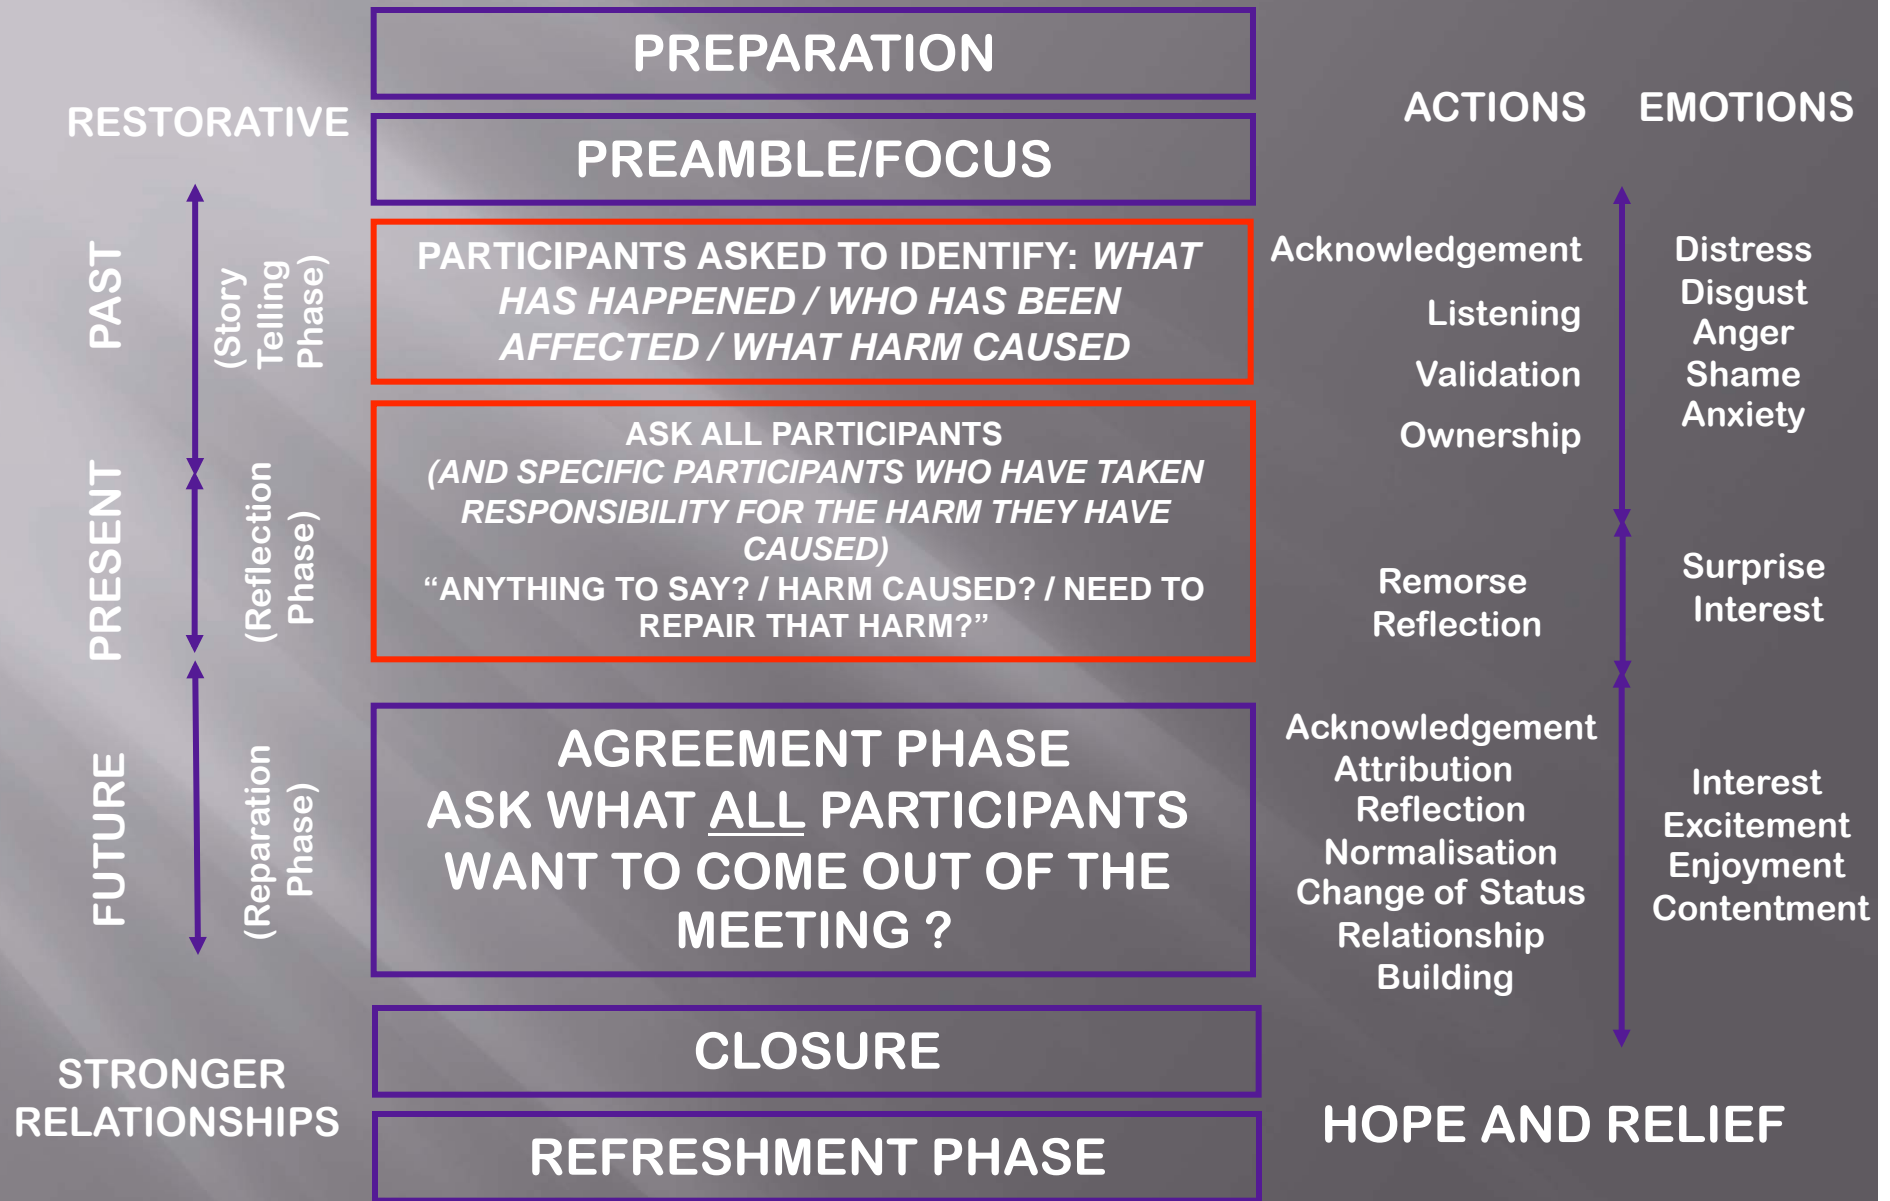 PREPARATION
RESTORATIVE
ACTIONS
EMOTIONS
PREAMBLE/FOCUS
PAST
(Story
Telling
Phase)
PARTICIPANTS ASKED TO IDENTIFY: WHAT
HAS HAPPENED / WHO HAS BEEN
AFFECTED / WHAT HARM CAUSED
Acknowledgement
Listening
Validation
Ownership
Distress
Disgust
Anger
Shame
Anxiety
PRESENT
(Reflection
Phase)
ASK ALL PARTICIPANTS
(AND SPECIFIC PARTICIPANTS WHO HAVE TAKEN
RESPONSIBILITY FOR THE HARM THEY HAVE
CAUSED)
“ANYTHING TO SAY? / HARM CAUSED? / NEED TO
REPAIR THAT HARM?”
Remorse
Reflection
Surprise
Interest
FUTURE
(Reparation
Phase)
AGREEMENT PHASE
ASK WHAT ALL PARTICIPANTS
WANT TO COME OUT OF THE
MEETING ?
Acknowledgement
Attribution
Reflection
Normalisation
Change of Status
Relationship
Building
Interest
Excitement
Enjoyment
Contentment
CLOSURE
STRONGER
RELATIONSHIPS
REFRESHMENT PHASE
HOPE AND RELIEF